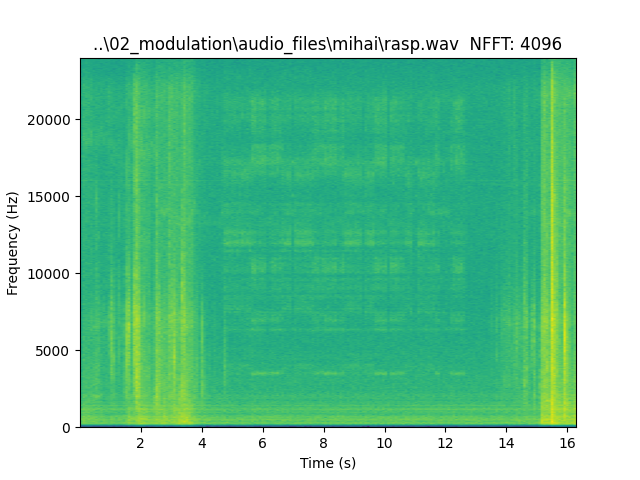 ..\02_modulation\audio_files\mihai\rasp.wav  NFFT: 4096
20000
15000
10000
5000
0
Frequency (Hz)
2 4 6 8 10 12 14 16
Time (s)